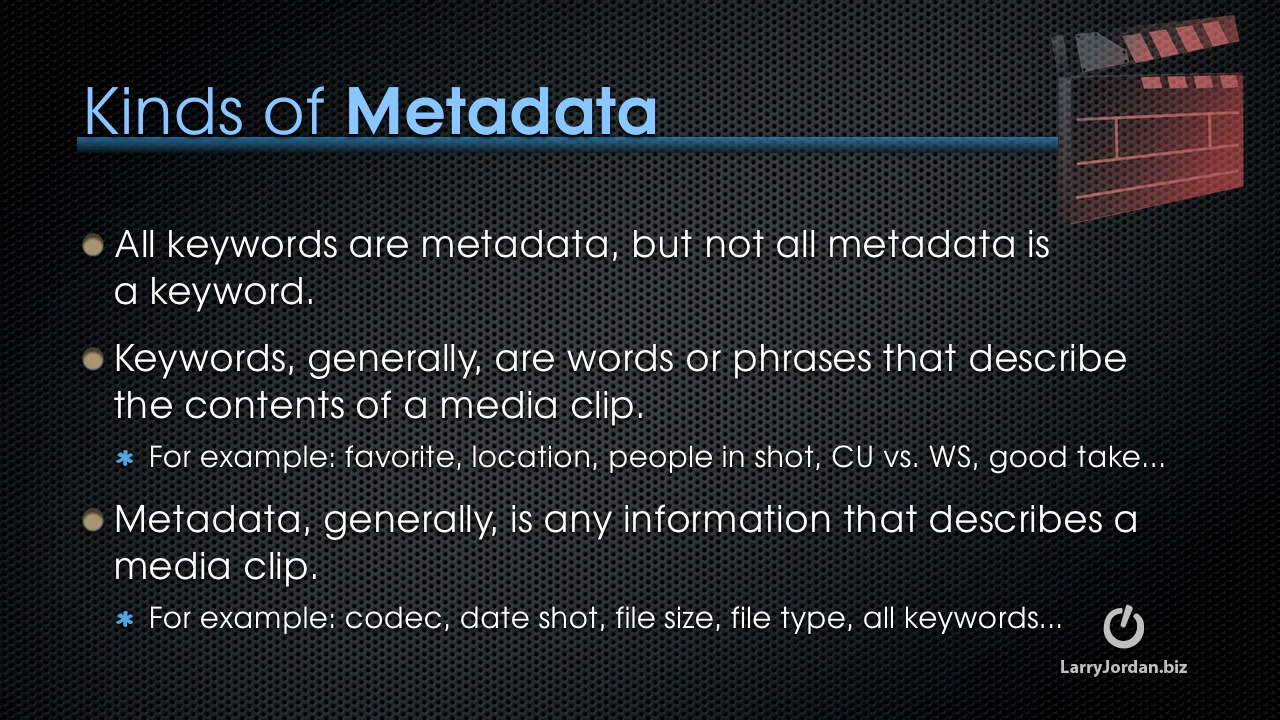 Kinds of Metadata
All keywords are metadata, but not all metadata is
a keyword.
Keywords, generally, are words or phrases that describe
the contents of a media clip.
For example: favorite, location, people in shot, CU vs. WS, good take...
Metadata, generally, is any information that describes a
media clip.
For example: codec, date shot, file size, file type, all keywords...
LarryJordan.biz